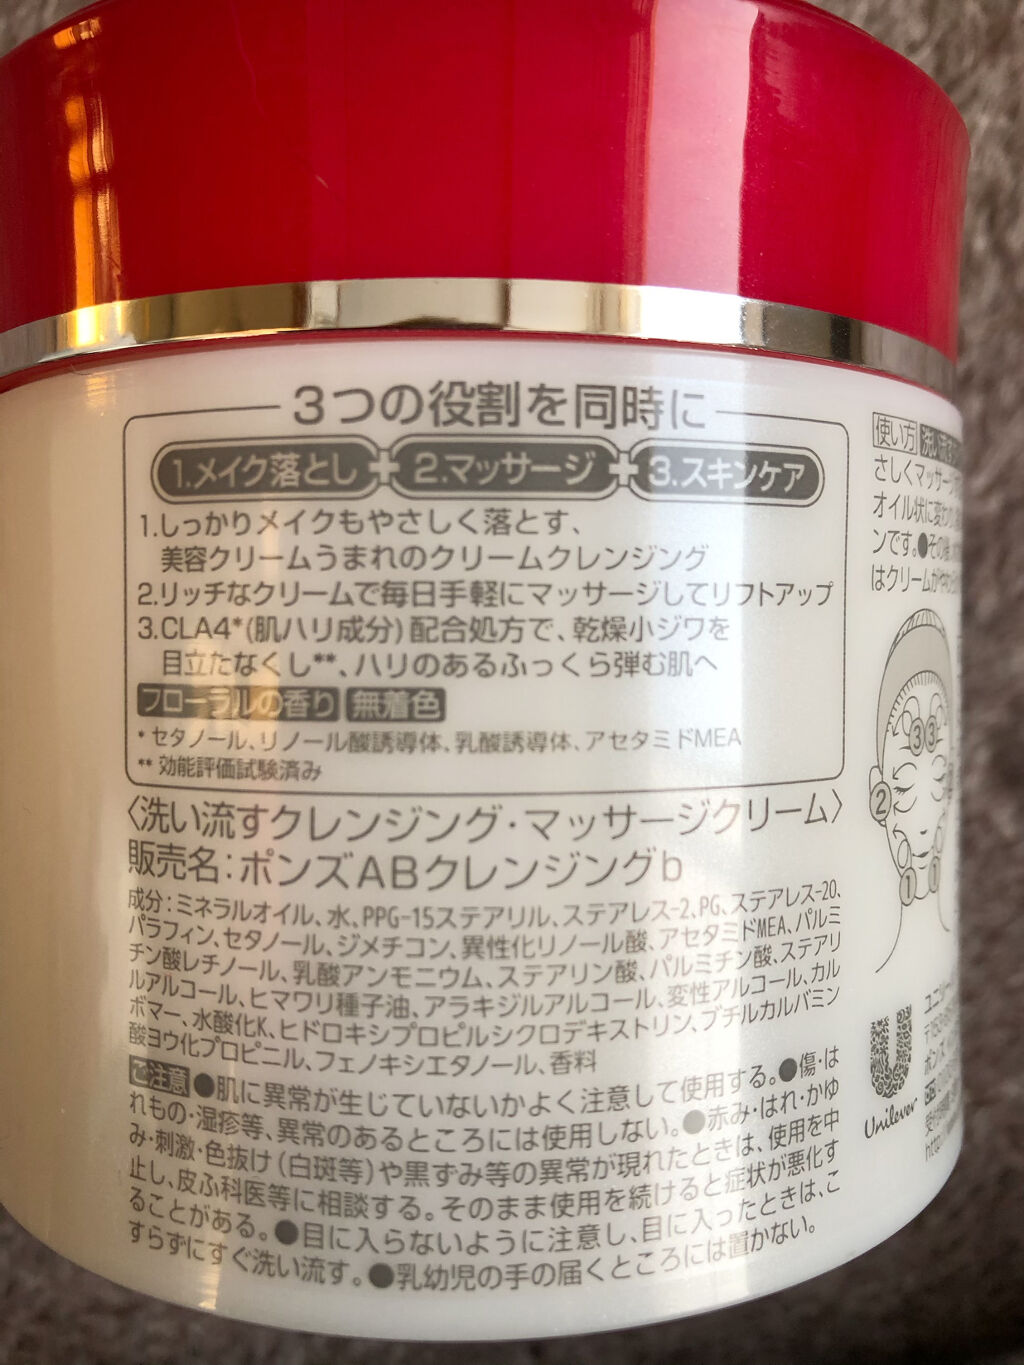 3つの役割を同時に
1.メイク落とし+2.マッサージ+3.スキンケア
1.しっかりメイクもやさしく落とす、
美容クリームうまれのクリームクレンジング
2.リッチなクリームで毎日手軽にマッサージしてリフトアップ
3.CLA4*(肌ハリ成分)配合処方で、乾燥小ジワを
目立たなくし**、ハリのあるふっくら弾む肌へ
フローラルの香り 無着色
*セタノール、リノール酸誘導体、乳酸誘導体、アセタミドMEA
**効能評価試験済み
〈洗い流すクレンジング・マッサージクリーム〉
販売名:ポンズABクレンジングb
成分:ミネラルオイル、水、PPG-15ステアリル、ステアレス-2、PG、ステアレス-20、
パラフィン、セタノール、ジメチコン、異性化リノール酸、アセタミドMEA、パルミ
チン酸レチノール、乳酸アンモニウム、ステアリン酸、パルミチン酸、ステアリ
ルアルコール、ヒマワリ種子油、アラキジルアルコール、変性アルコール、カル
ボマー、水酸化K、ヒドロキシプロピルシクロデキストリン、ブチルカルバミン
酸ヨウ化プロピニル、フェノキシエタノール、香料
ご注意 ●肌に異常が生じていないかよく注意して使用する。●傷・は
れもの・湿疹等、異常のあるところには使用しない。●赤み・はれ・かゆ
み・刺激・色抜け(白斑等)や黒ずみ等の異常が現れたときは、使用を中
止し、皮ふ科医等に相談する。そのまま使用を続けると症状が悪化す
ることがある。●目に入らないように注意し、目に入ったときは、こ
すらずにすぐ洗い流す。●乳幼児の手の届くところには置かない。
使い方
さしくマッサージ
オイル状に変わり
ンです。●その後
はクリームがやわら
3 3
2
1 1
Unilever
ユニリーバ
ポンズ
http